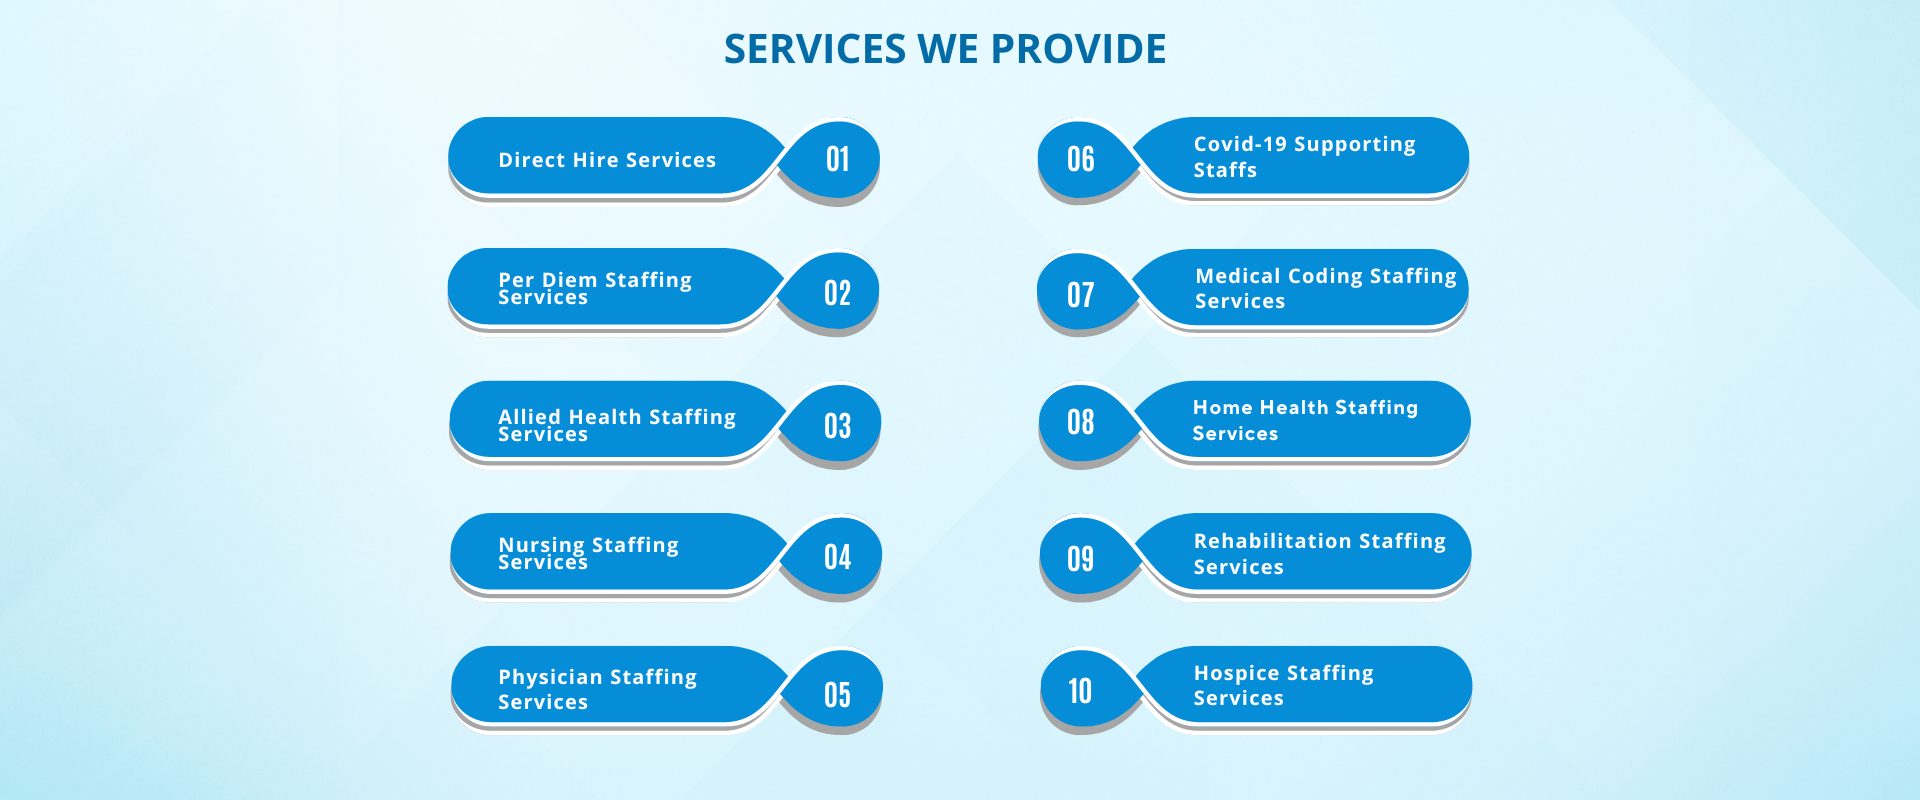 SERVICES WE PROVIDE
Direct Hire Services
01
Per Diem Staffing
Services
02
Allied Health Staffing
Services
03
Nursing Staffing
Services
04
Physician Staffing
Services
05
06
Covid-19 Supporting
Staffs
07
Medical Coding Staffing
Services
08
Home Health Staffing
Services
09
Rehabilitation Staffing
Services
10
Hospice Staffing
Services